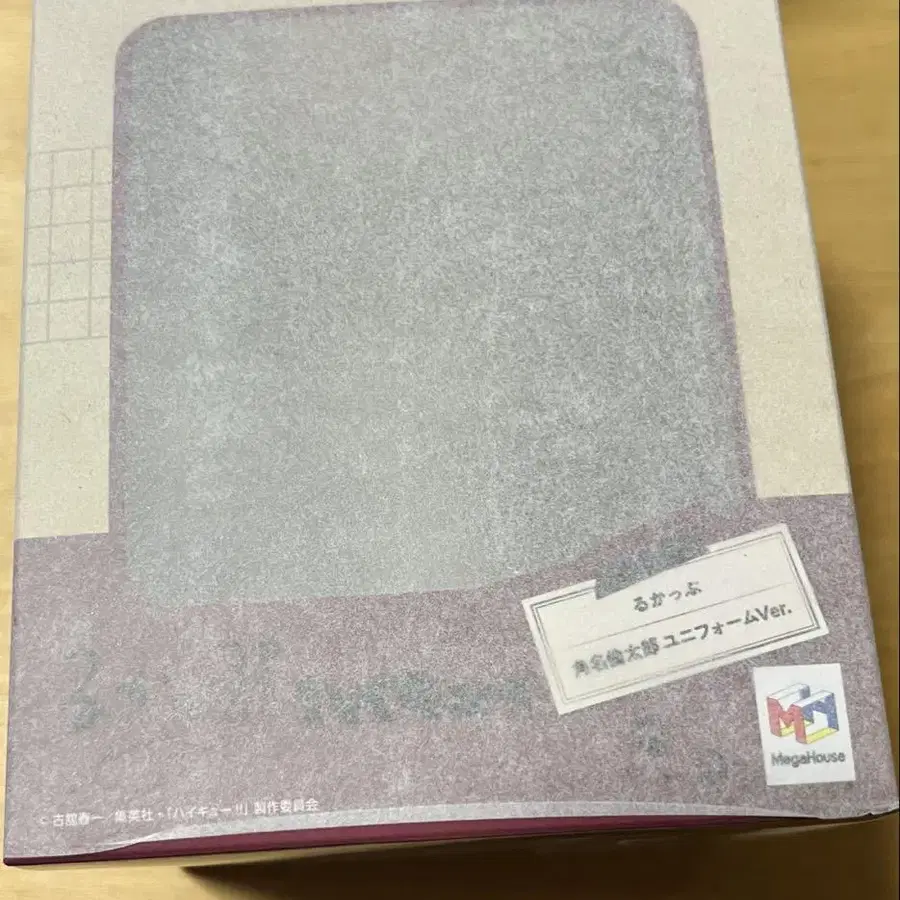 るかっぷ
角名倫太郎 ユニフォームVer.
MegaHouse
© 古舘春一／集英社・「ハイキュー!!」製作委員会